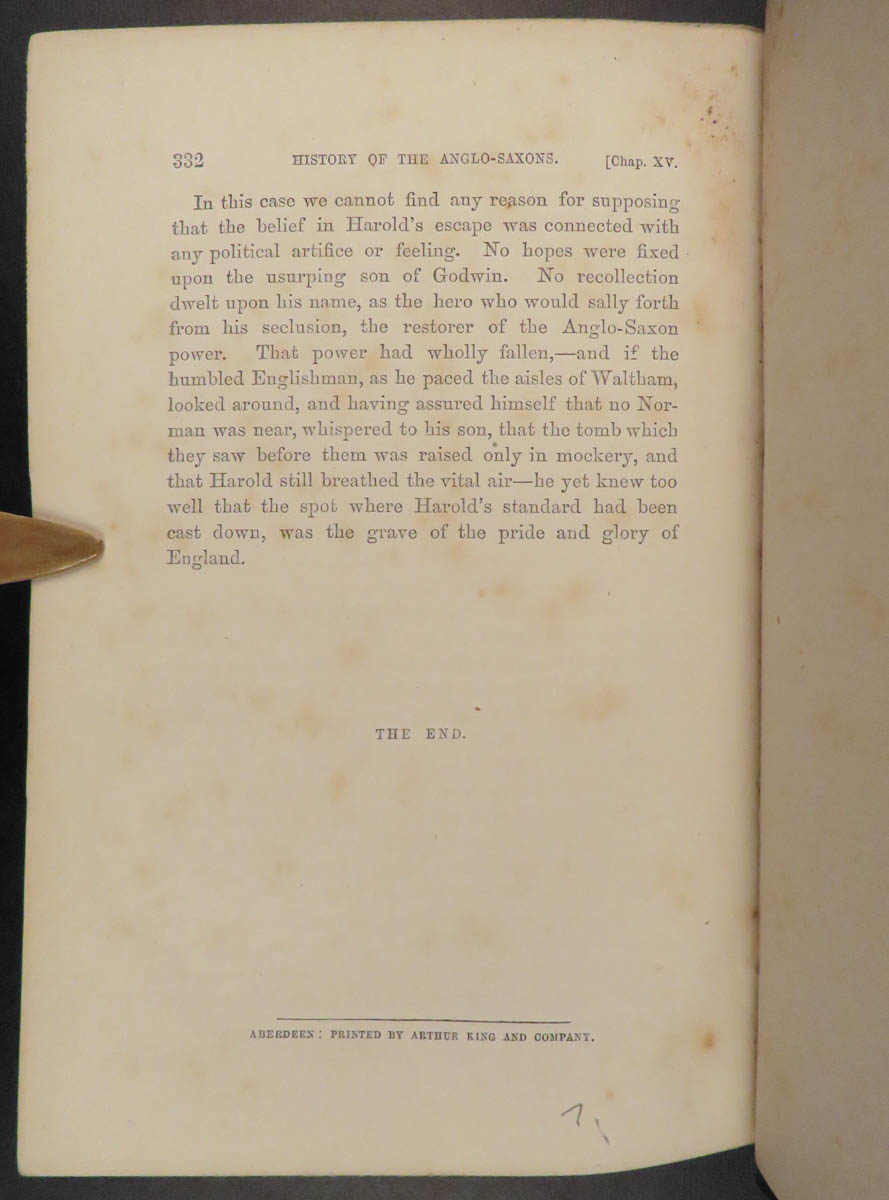 332 HISTORY OF THE ANGLO-SAXONS. [Chap. XV.
In this case we cannot find any reason for supposing
that the belief in Harold's escape was connected with
any political artifice or feeling. No hopes were fixed
upon the usurping son of Godwin. No recollection
dwelt upon his name, as the hero who would sally forth
from his seclusion, the restorer of the Anglo-Saxon
power. That power had wholly fallen,—and if the
humbled Englishman, as he paced the aisles of Waltham,
looked around, and having assured himself that no Nor-
man was near, whispered to his son, that the tomb which
they saw before them was raised only in mockery, and
that Harold still breathed the vital air—he yet knew too
well that the spot where Harold's standard had been
cast down, was the grave of the pride and glory of
England.
THE END.
ABERDEEN: PRINTED BY ARTHUR KING AND COMPANY.